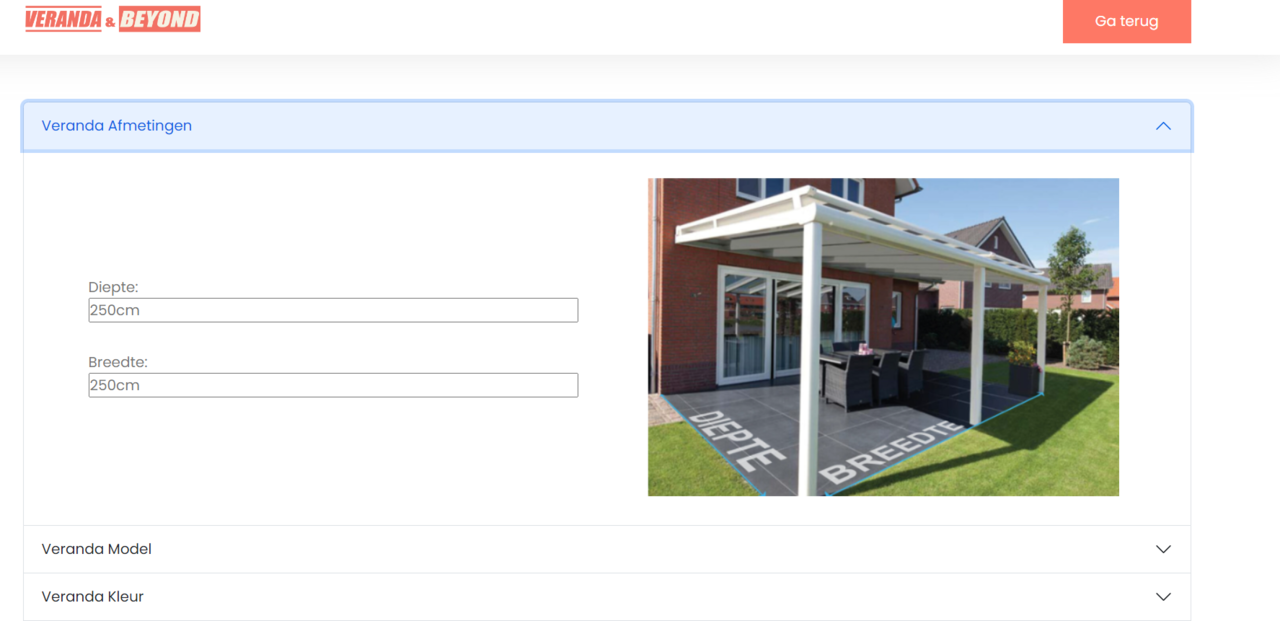 VERANDA & BEYOND
Ga terug
Veranda Afmetingen
Diepte:
250cm
Breedte:
250cm
DIEPTE
BREEDTE
Veranda Model
Veranda Kleur